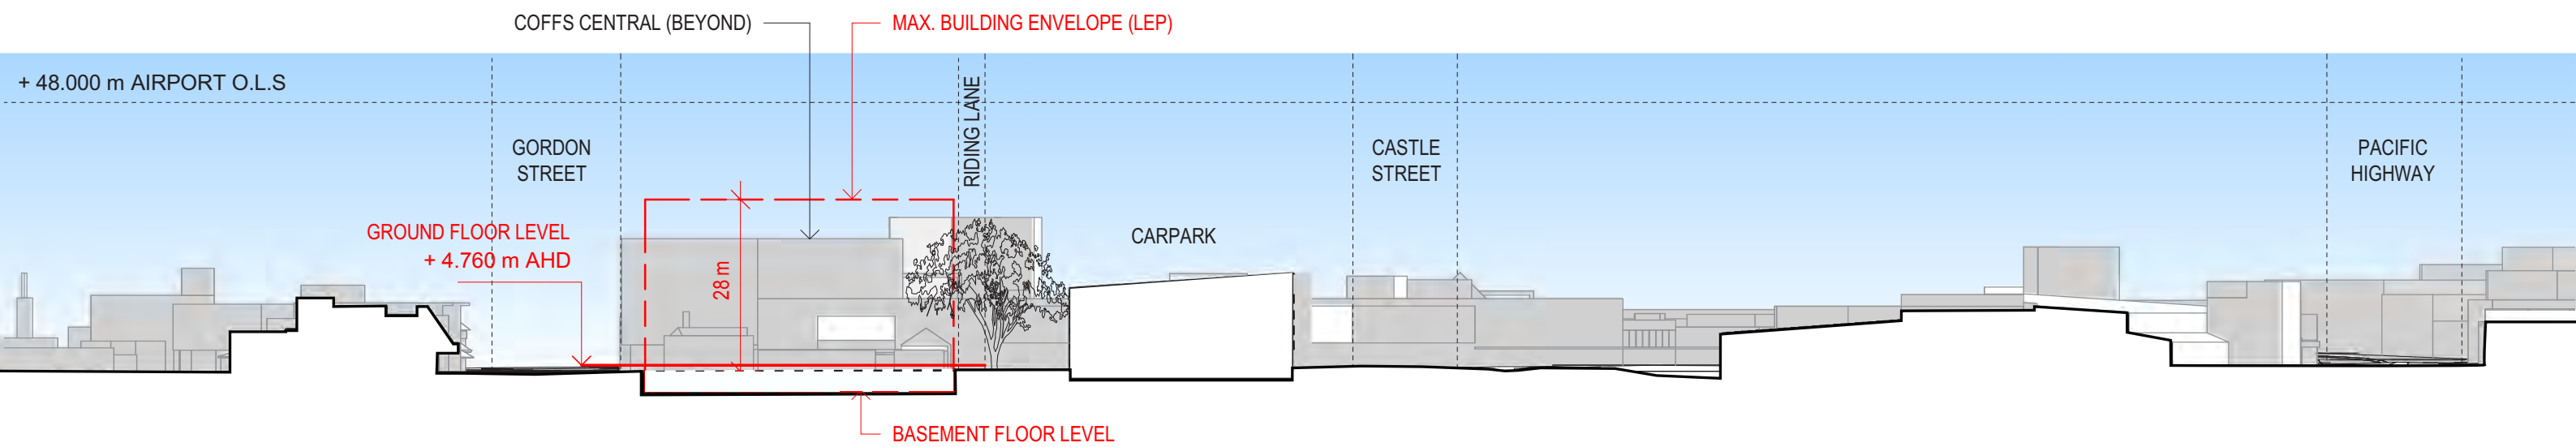 COFFS CENTRAL (BEYOND)
MAX. BUILDING ENVELOPE (LEP)
+ 48.000 m AIRPORT O.L.S
RIDING LANE
GORDON
STREET
CASTLE
STREET
PACIFIC
HIGHWAY
GROUND FLOOR LEVEL
+ 4.760 m AHD
CARPARK
28 m
BASEMENT FLOOR LEVEL